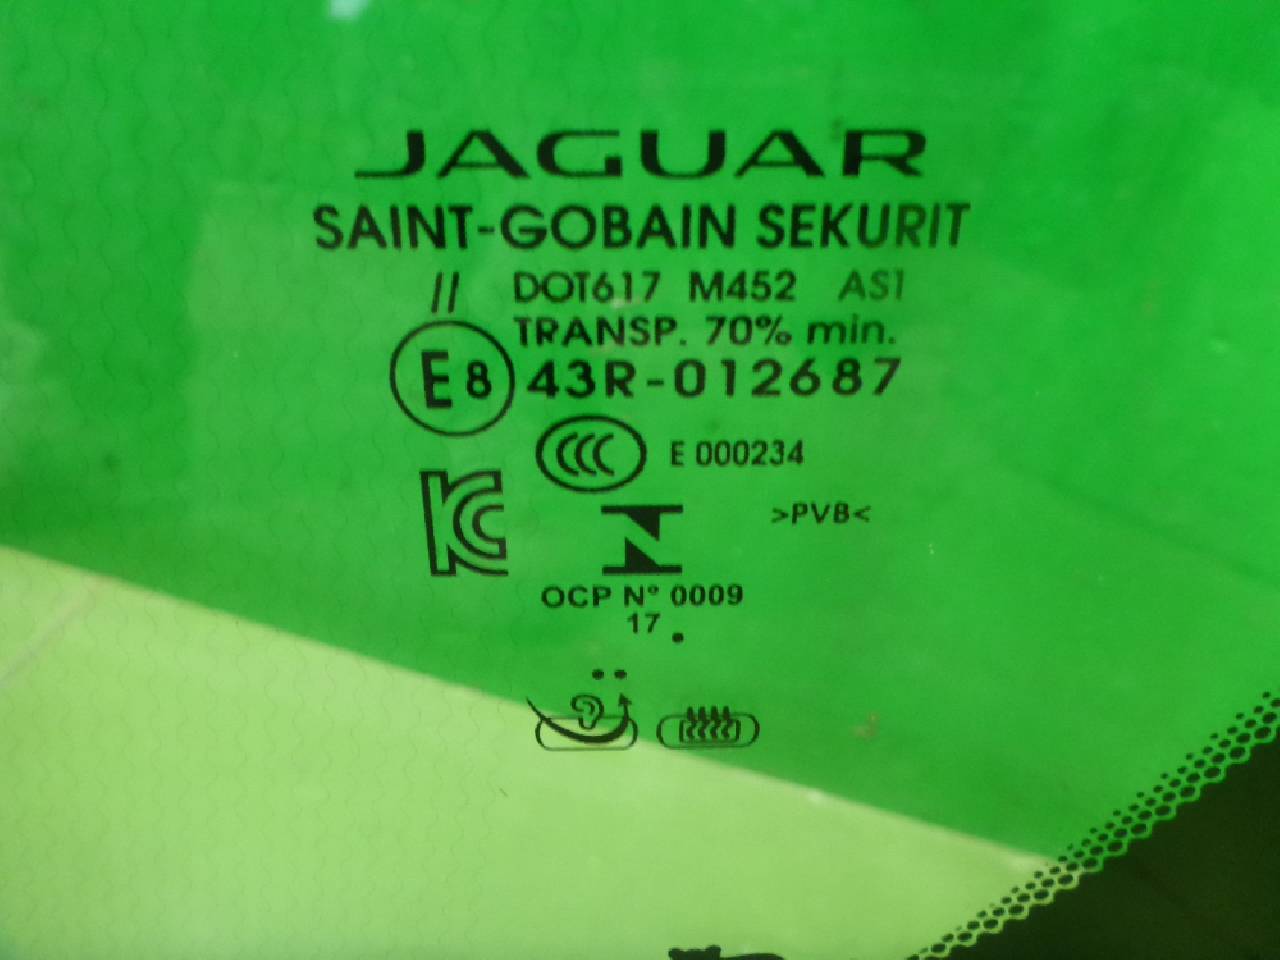 JAGUAR
SAINT-GOBAIN SEKURIT
// DOT617 M452 AS1
TRANSP. 70% min.
E8 43R-012687
CCC E 000234
KC >PVB<
OCP N° 0009
17 .